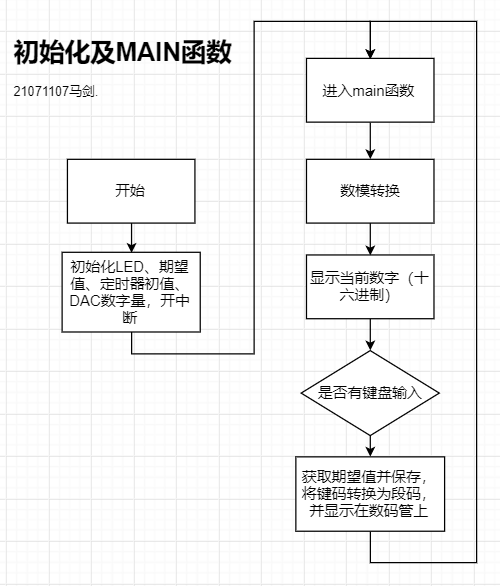 初始化及MAIN函数
21071107马剑.
开始
初始化LED、期望
值、定时器初值、
DAC数字量，开中
断
进入main函数
数模转换
显示当前数字（十
六进制）
是否有键盘输入
获取期望值并保存，
将键码转换为段码，
并显示在数码管上